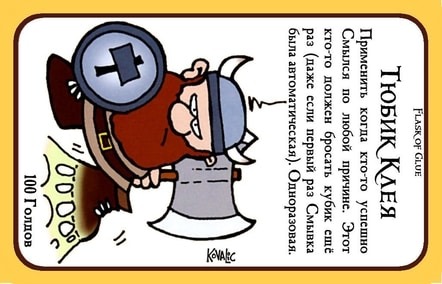 Flask of Glue
Тюбик Клея
Применить когда кто-то успешно
Смылся по любой причине. Этот
кто-то должен бросать кубик ещё
раз (даже если первый раз Смывка
была автоматическая). Одноразовая.
Kovalic
100 Голдов